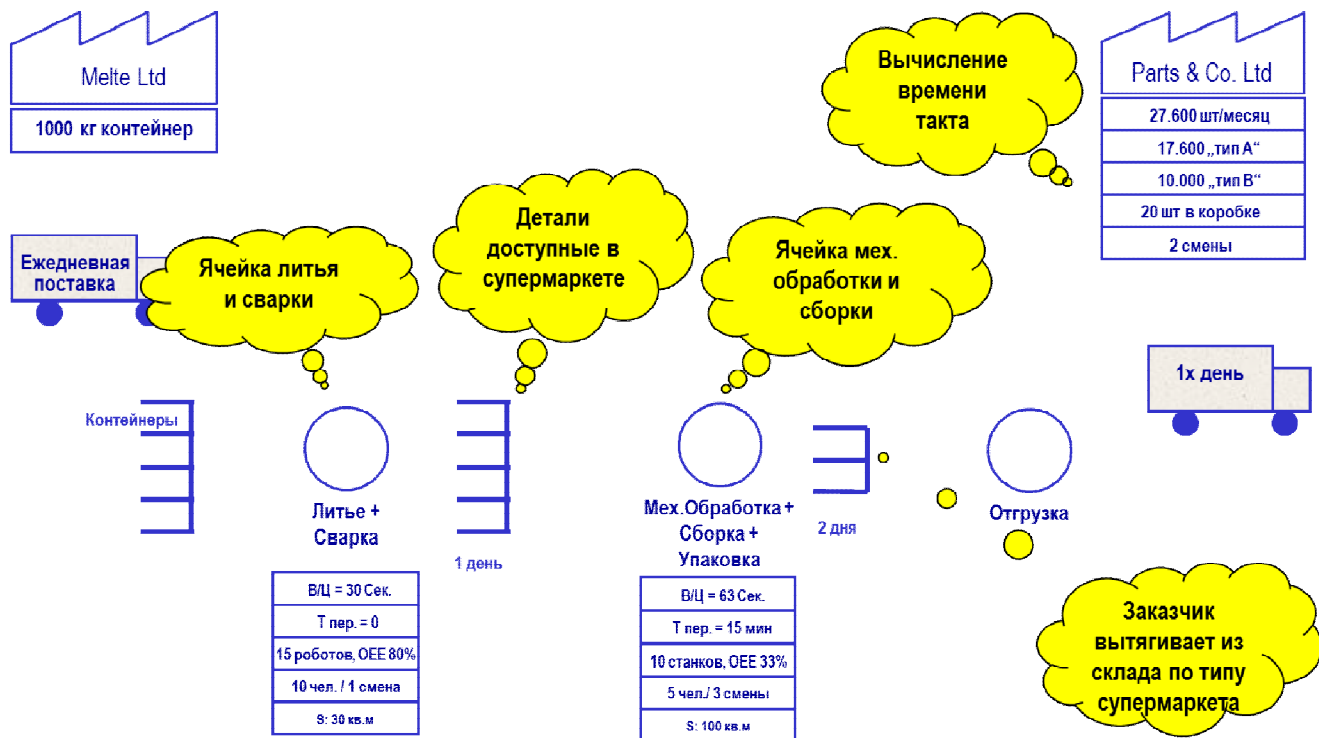 Melte Ltd
1000 кг контейнер
Ежедневная
поставка
Ячейка литья
и сварки
Детали
доступные в
супермаркете
Ячейка мех.
обработки и
сборки
Вычисление
времени
такта
Parts & Co. Ltd
27.600 шт/месяц
17.600 „тип А“
10.000 „тип В“
20 шт в коробке
2 смены
1х день
Контейнеры
Литье +
Сварка
В/Ц = 30 Сек.
Т пер. = 0
15 роботов, ОЕЕ 80%
10 чел. / 1 смена
S: 30 кв.м
1 день
Мех.Обработка +
Сборка +
Упаковка
В/Ц = 63 Сек.
Т пер. = 15 мин
10 станков, ОЕЕ 33%
5 чел./ 3 смены
S: 100 кв.м
2 дня
Отгрузка
Заказчик
вытягивает из
склада по типу
супермаркета